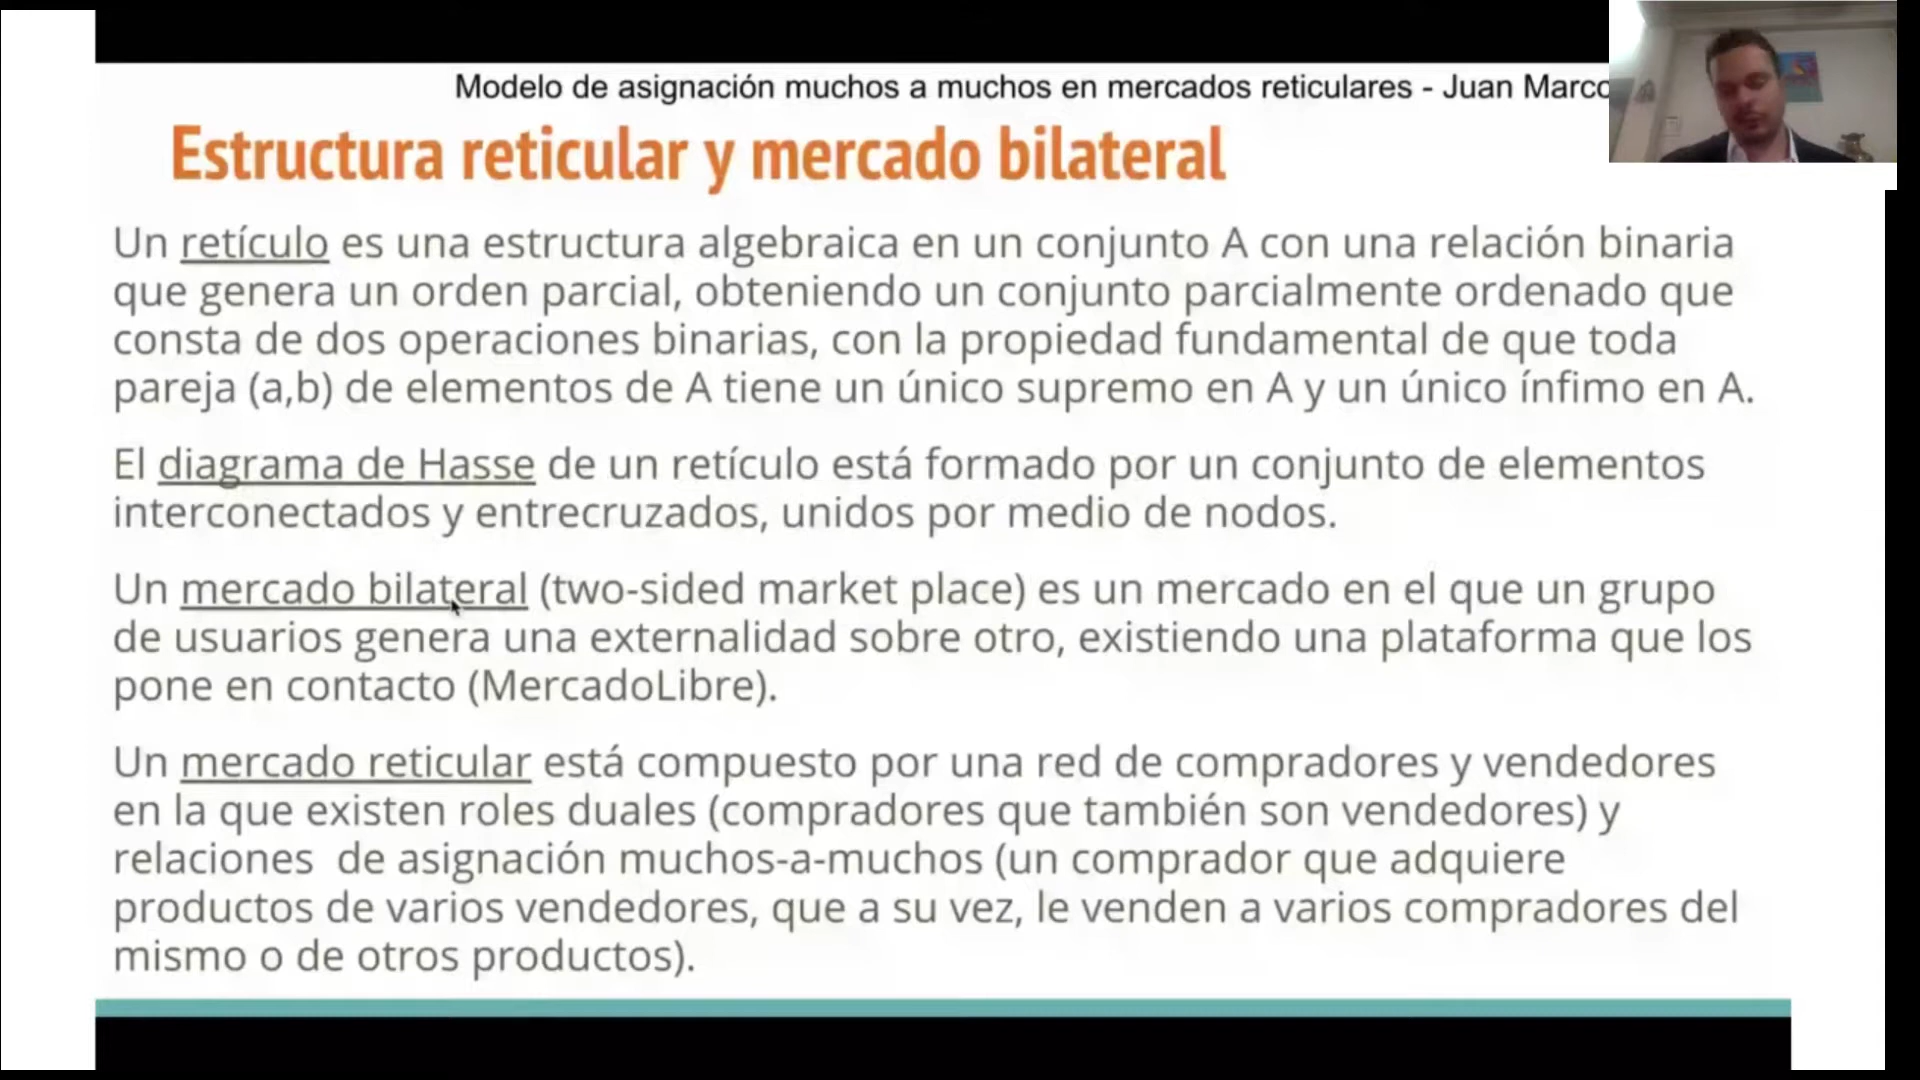 Modelo de asignación muchos a muchos en mercados reticulares - Juan Marco
Estructura reticular y mercado bilateral
Un retículo es una estructura algebraica en un conjunto A con una relación binaria
que genera un orden parcial, obteniendo un conjunto parcialmente ordenado que
consta de dos operaciones binarias, con la propiedad fundamental de que toda
pareja (a,b) de elementos de A tiene un único supremo en A y un único ínfimo en A.
El diagrama de Hasse de un retículo está formado por un conjunto de elementos
interconectados y entrecruzados, unidos por medio de nodos.
Un mercado bilateral (two-sided market place) es un mercado en el que un grupo
de usuarios genera una externalidad sobre otro, existiendo una plataforma que los
pone en contacto (MercadoLibre).
Un mercado reticular está compuesto por una red de compradores y vendedores
en la que existen roles duales (compradores que también son vendedores) y
relaciones  de asignación muchos-a-muchos (un comprador que adquiere
productos de varios vendedores, que a su vez, le venden a varios compradores del
mismo o de otros productos).